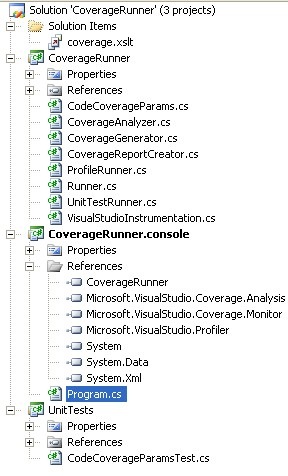 Solution 'CoverageRunner' (3 projects)
Solution Items
coverage.xslt
CoverageRunner
Properties
References
CodeCoverageParams.cs
CoverageAnalyzer.cs
CoverageGenerator.cs
CoverageReportCreator.cs
ProfileRunner.cs
Runner.cs
UnitTestRunner.cs
VisualStudioInstrumentation.cs
CoverageRunner.console
Properties
References
CoverageRunner
Microsoft.VisualStudio.Coverage.Analysis
Microsoft.VisualStudio.Coverage.Monitor
Microsoft.VisualStudio.Profiler
System
System.Data
System.Xml
Program.cs
UnitTests
Properties
References
CodeCoverageParamsTest.cs